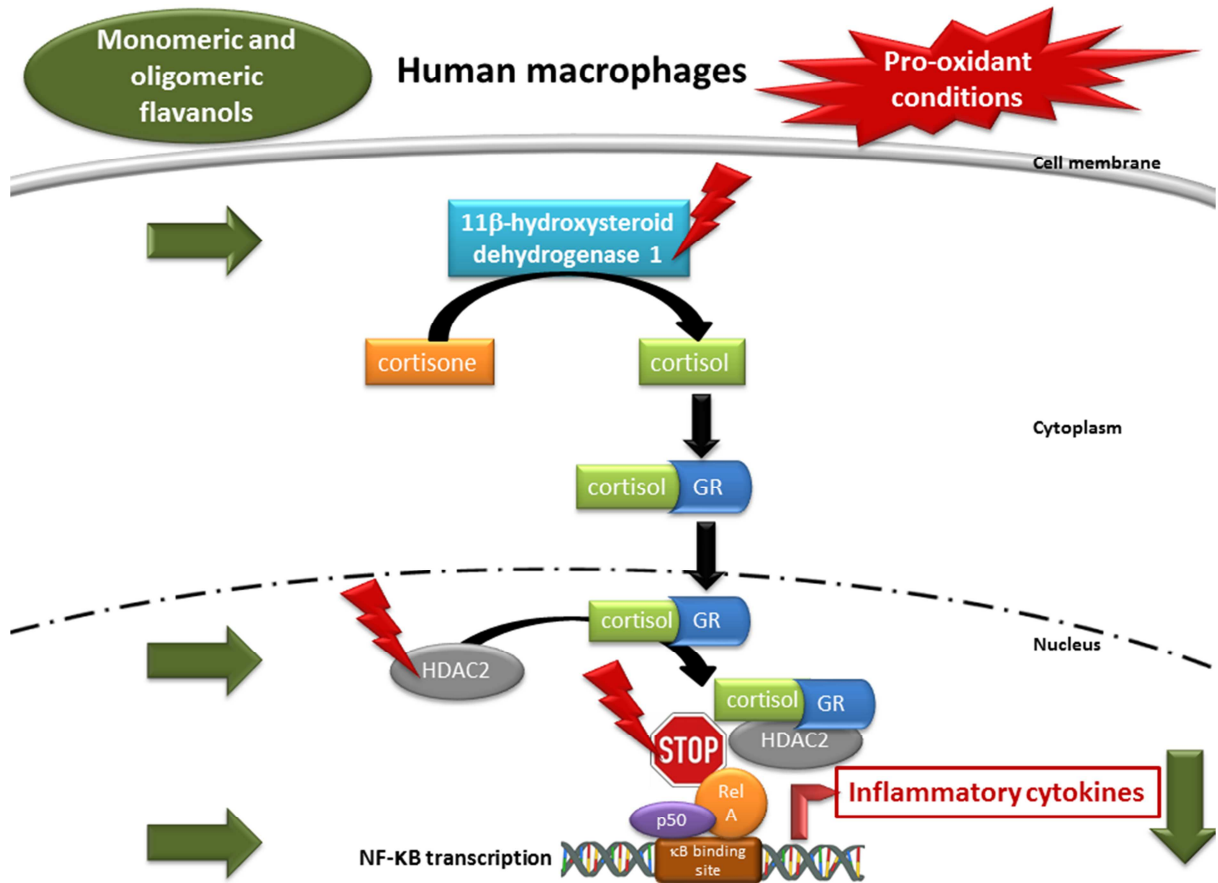 Monomeric and
oligomeric
flavanols
Human macrophages
Pro-oxidant
conditions
Cell membrane
11β-hydroxysteroid
dehydrogenase 1
cortisone
cortisol
Cytoplasm
cortisol
GR
cortisol
GR
Nucleus
HDAC2
cortisol
GR
HDAC2
STOP
Rel
A
Inflammatory cytokines
p50
NF-κB transcription
κB binding
site